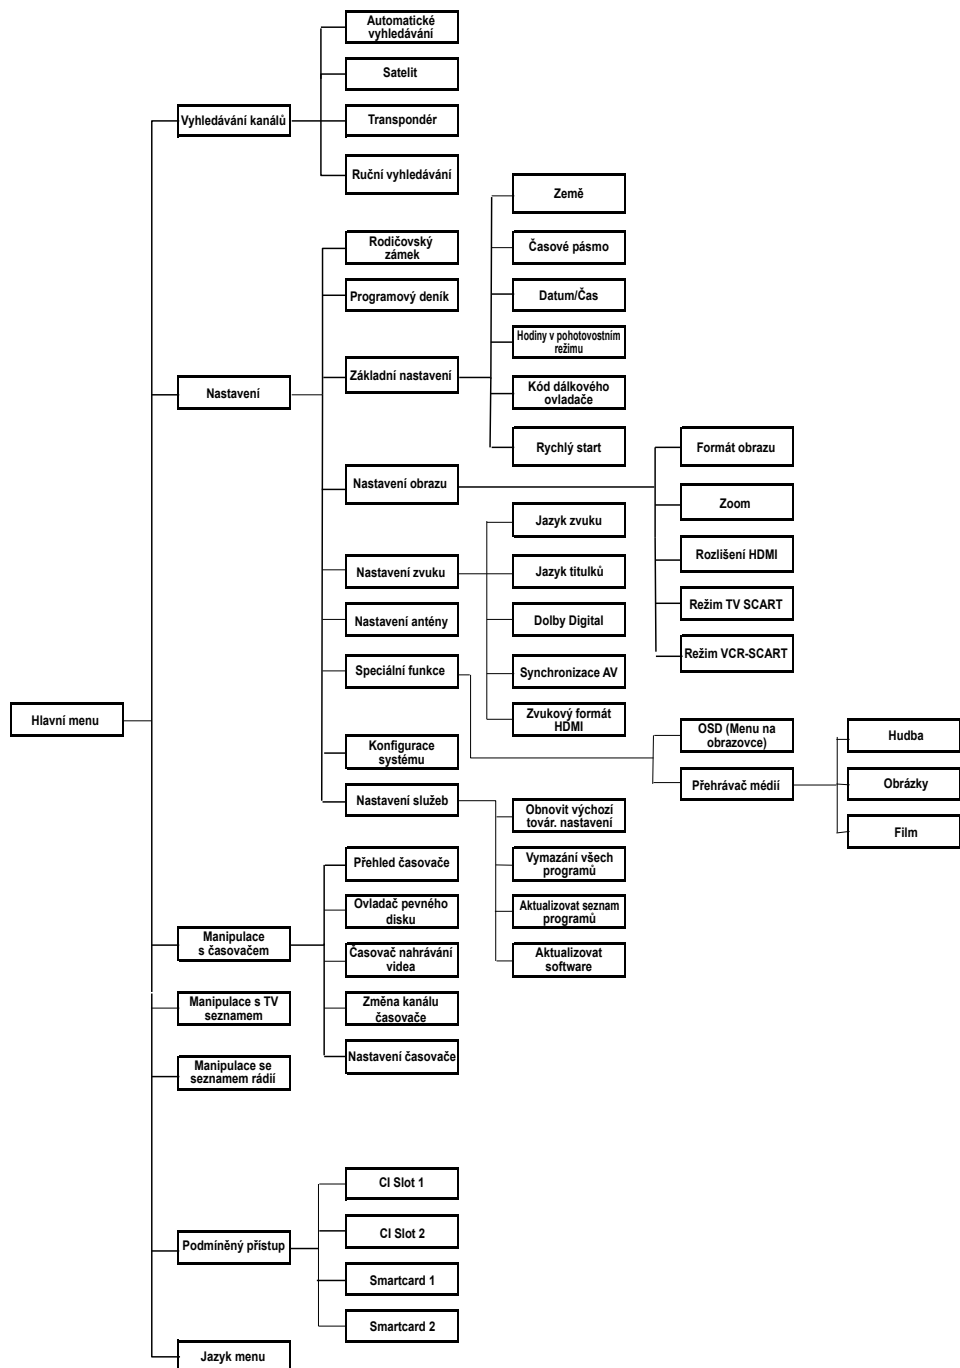 Automatické
vyhledávání
Satelit
Vyhledávání kanálů
Transpondér
Ruční vyhledávání
Země
Rodičovský
zámek
Časové pásmo
Programový deník
Datum/Čas
Hodiny v pohotovostním
režimu
Nastavení
Základní nastavení
Kód dálkového
ovladače
Rychlý start
Formát obrazu
Nastavení obrazu
Zoom
Jazyk zvuku
Rozlišení HDMI
Nastavení zvuku
Jazyk titulků
Režim TV SCART
Nastavení antény
Dolby Digital
Režim VCR-SCART
Speciální funkce
Synchronizace AV
Hlavní menu
Zvukový formát
HDMI
OSD (Menu na
obrazovce)
Hudba
Konfigurace
systému
Přehrávač médií
Obrázky
Nastavení služeb
Obnovit výchozí
továr. nastavení
Film
Přehled časovače
Vymazání všech
programů
Ovladač pevného
disku
Aktualizovat seznam
programů
Manipulace
s časovačem
Časovač nahrávání
videa
Aktualizovat
software
Manipulace s TV
seznamem
Změna kanálu
časovače
Nastavení časovače
Manipulace se
seznamem rádií
CI Slot 1
CI Slot 2
Podmíněný přístup
Smartcard 1
Smartcard 2
Jazyk menu